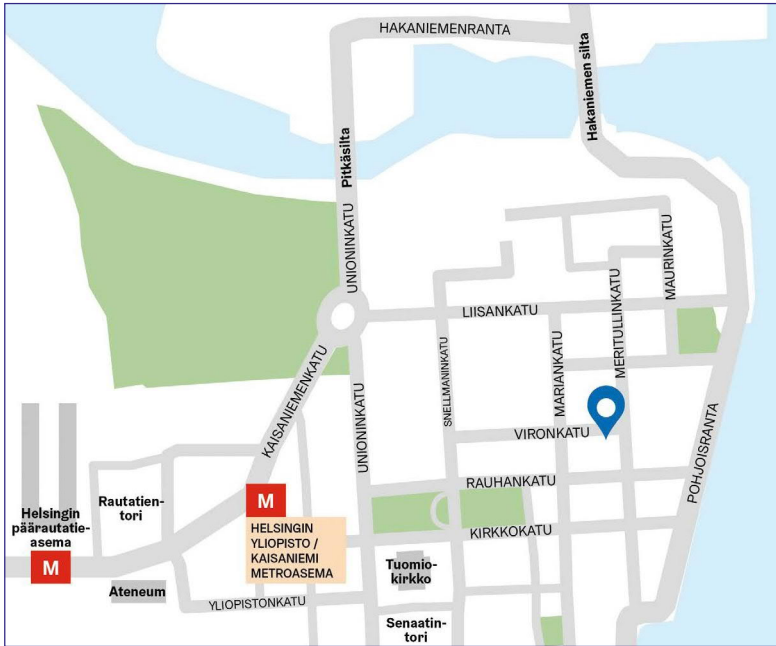 HAKANIEMENRANTA
Hakaniemen silta
Pitkäsilta
UNIONINKATU
MAURINKATU
LIISANKATU
MERITULLINKATU
MARIANKATU
SNELLMANINKATU
KAISANIEMENKATU
UNIONINKATU
VIRONKATU
POHJOISRANTA
RAUHANKATU
Rautatien-
tori
M
HELSINGIN
YLIOPISTO /
KAISANIEMI
METROASEMA
Helsingin
päärautatie-
asema
M
KIRKKOKATU
Tuomio-
kirkko
Ateneum
YLIOPISTONKATU
Senaatin-
tori